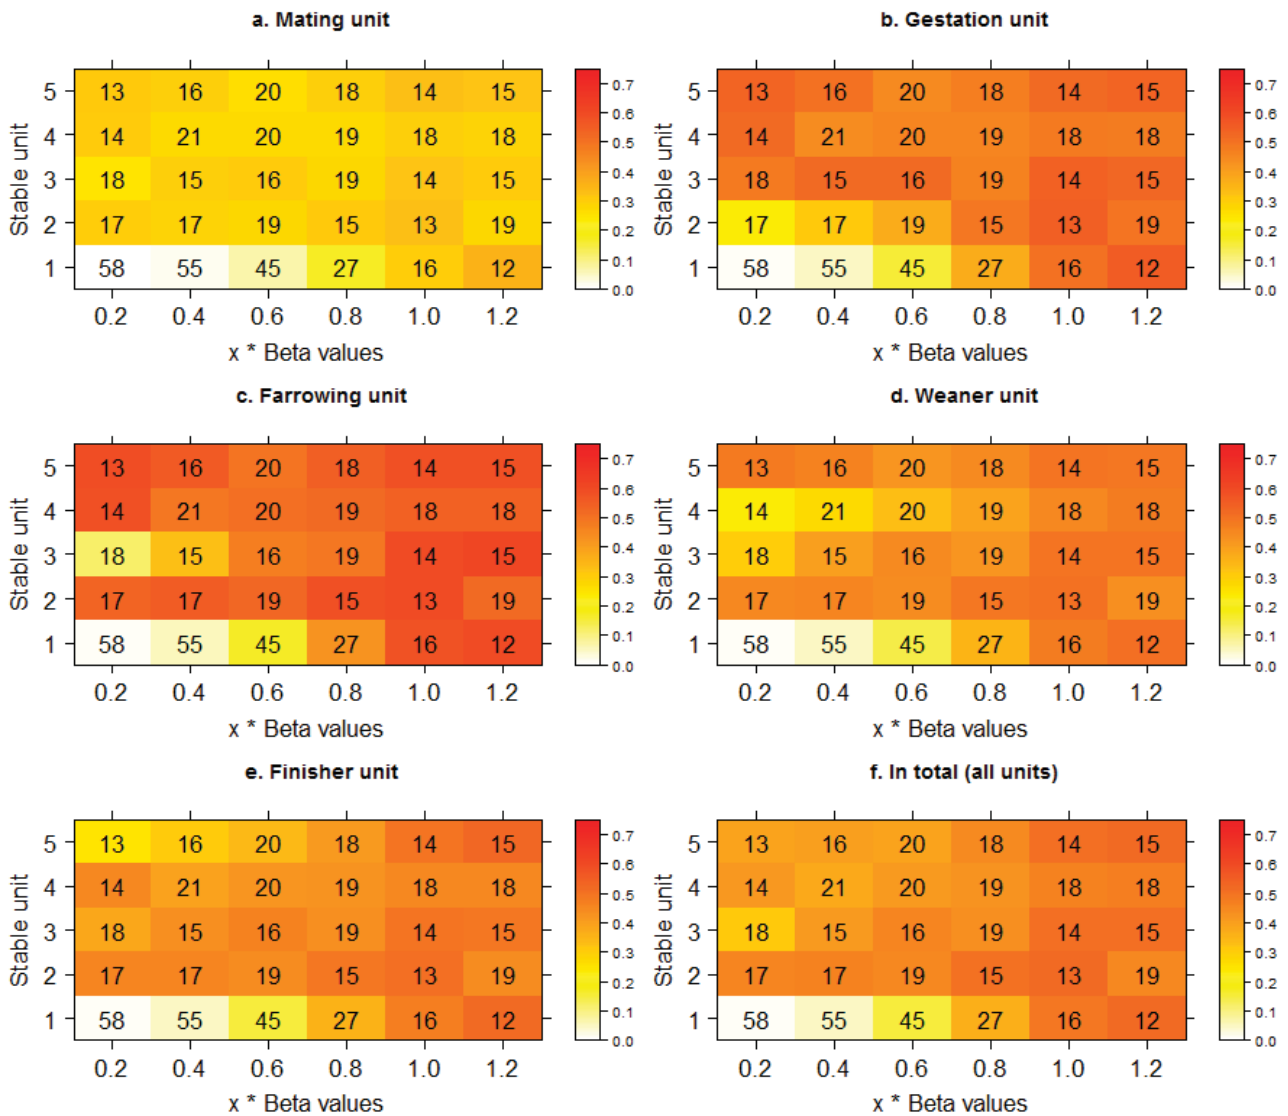 a. Mating unit
Stable unit
5 13 16 20 18 14 15
4 14 21 20 19 18 18
3 18 15 16 19 14 15
2 17 17 19 15 13 19
1 58 55 45 27 16 12
0.2 0.4 0.6 0.8 1.0 1.2
x * Beta values
0.7
0.6
0.5
0.4
0.3
0.2
0.1
0.0
b. Gestation unit
Stable unit
5 13 16 20 18 14 15
4 14 21 20 19 18 18
3 18 15 16 19 14 15
2 17 17 19 15 13 19
1 58 55 45 27 16 12
0.2 0.4 0.6 0.8 1.0 1.2
x * Beta values
0.7
0.6
0.5
0.4
0.3
0.2
0.1
0.0
c. Farrowing unit
Stable unit
5 13 16 20 18 14 15
4 14 21 20 19 18 18
3 18 15 16 19 14 15
2 17 17 19 15 13 19
1 58 55 45 27 16 12
0.2 0.4 0.6 0.8 1.0 1.2
x * Beta values
0.7
0.6
0.5
0.4
0.3
0.2
0.1
0.0
d. Weaner unit
Stable unit
5 13 16 20 18 14 15
4 14 21 20 19 18 18
3 18 15 16 19 14 15
2 17 17 19 15 13 19
1 58 55 45 27 16 12
0.2 0.4 0.6 0.8 1.0 1.2
x * Beta values
0.7
0.6
0.5
0.4
0.3
0.2
0.1
0.0
e. Finisher unit
Stable unit
5 13 16 20 18 14 15
4 14 21 20 19 18 18
3 18 15 16 19 14 15
2 17 17 19 15 13 19
1 58 55 45 27 16 12
0.2 0.4 0.6 0.8 1.0 1.2
x * Beta values
0.7
0.6
0.5
0.4
0.3
0.2
0.1
0.0
f. In total (all units)
Stable unit
5 13 16 20 18 14 15
4 14 21 20 19 18 18
3 18 15 16 19 14 15
2 17 17 19 15 13 19
1 58 55 45 27 16 12
0.2 0.4 0.6 0.8 1.0 1.2
x * Beta values
0.7
0.6
0.5
0.4
0.3
0.2
0.1
0.0